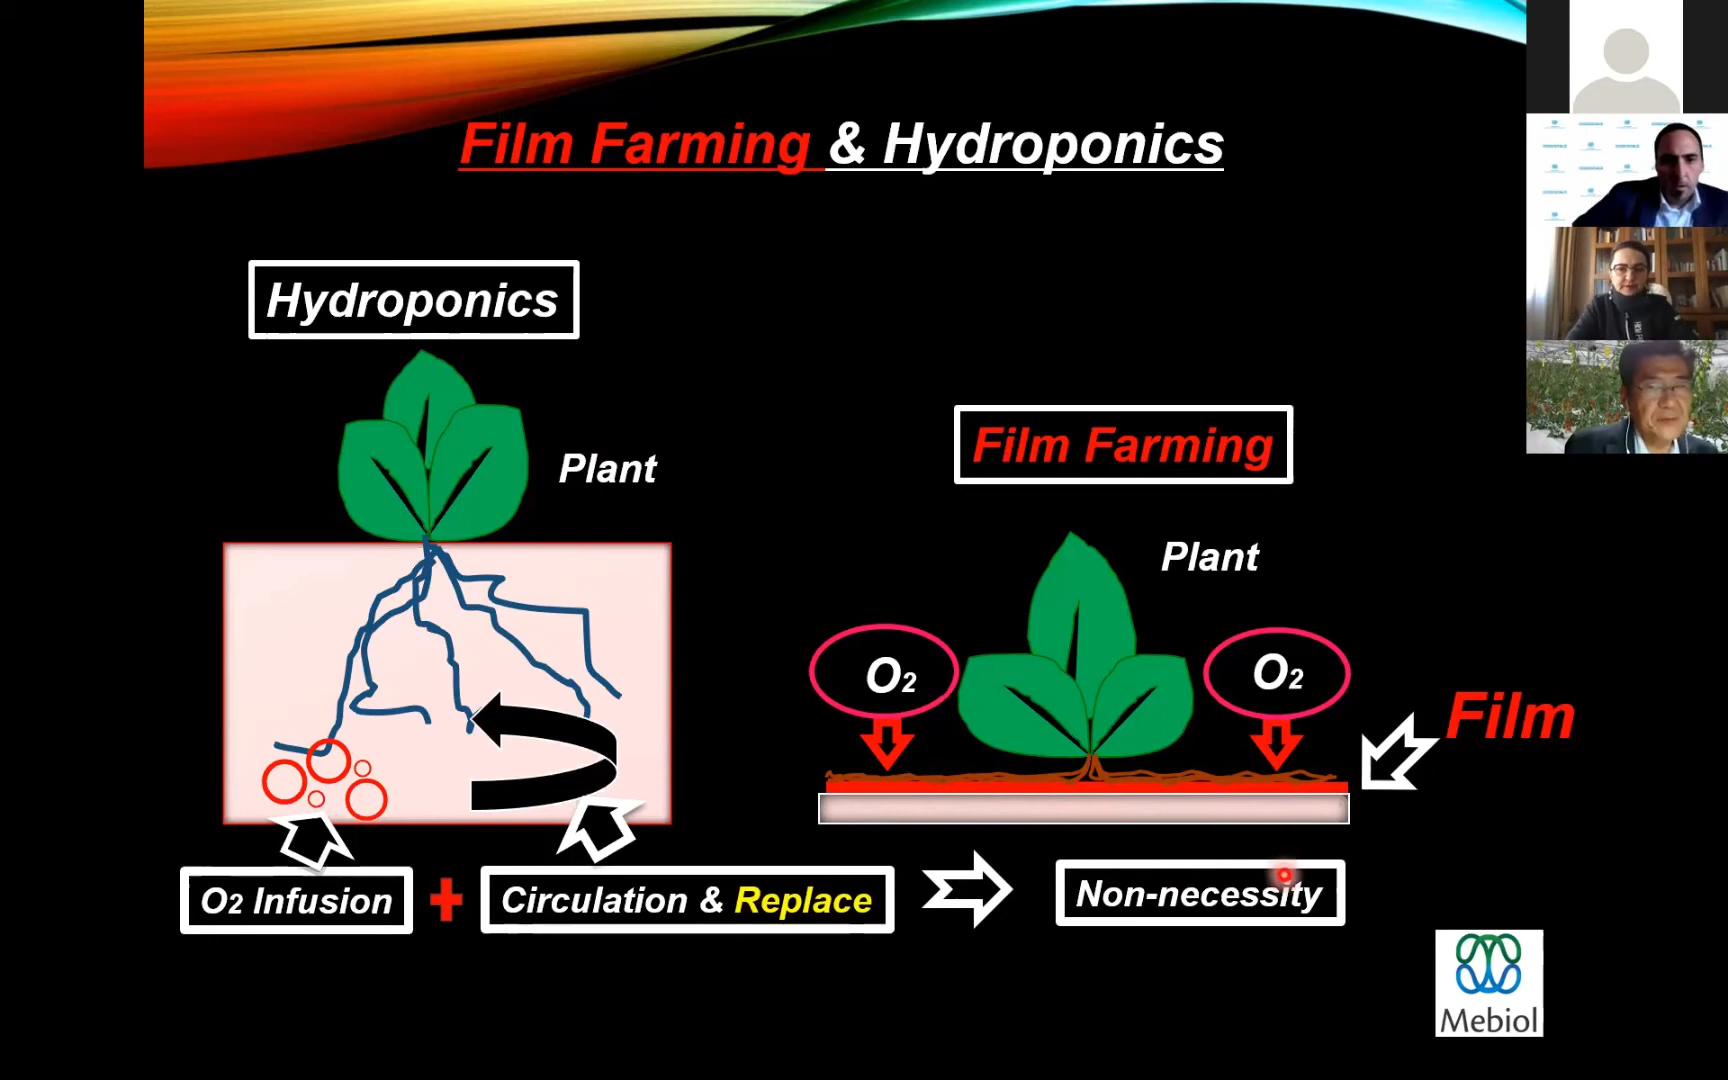 Film Farming & Hydroponics
Hydroponics
Plant
Film Farming
Plant
O2
O2
Film
O2 Infusion
+
Circulation & Replace
Non-necessity
Mebiol